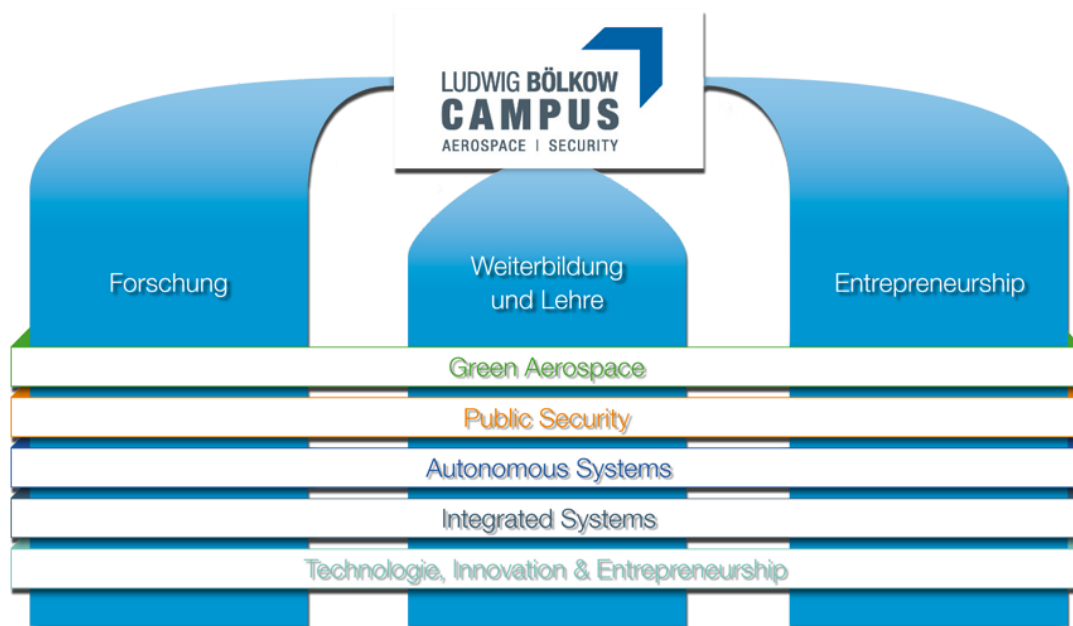 LUDWIG BÖLKOW
CAMPUS
AEROSPACE | SECURITY
Forschung
Weiterbildung
und Lehre
Entrepreneurship
Green Aerospace
Public Security
Autonomous Systems
Integrated Systems
Technologie, Innovation & Entrepreneurship